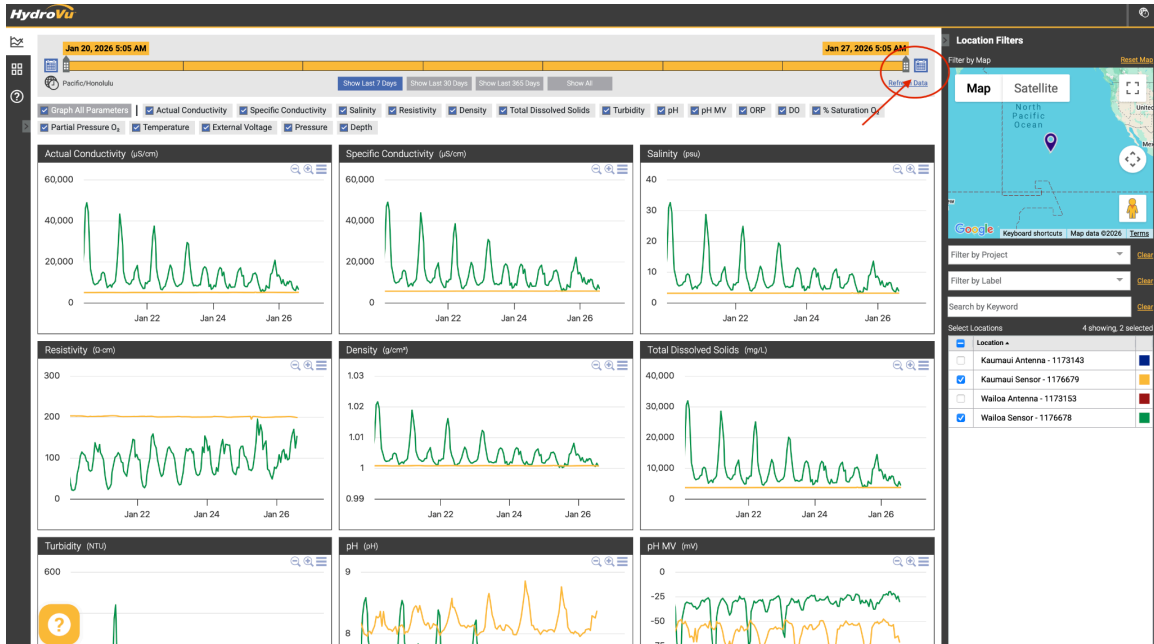 HydroVu
Jan 20, 2026 5:05 AM
Jan 27, 2026 5:05 AM
Pacific/Honolulu
Show Last 7 Days
Show Last 30 Days
Show Last 365 Days
Show All
Refresh Data
Graph All Parameters
Actual Conductivity
Specific Conductivity
Salinity
Resistivity
Density
Total Dissolved Solids
Turbidity
pH
pH MV
ORP
DO
% Saturation O₂
Partial Pressure O₂
Temperature
External Voltage
Pressure
Depth
Actual Conductivity (µS/cm)
60,000
40,000
20,000
0
Jan 22
Jan 24
Jan 26
Specific Conductivity (µS/cm)
60,000
40,000
20,000
0
Jan 22
Jan 24
Jan 26
Salinity (psu)
40
30
20
10
0
Jan 22
Jan 24
Jan 26
Resistivity (Ω-cm)
300
200
100
0
Jan 22
Jan 24
Jan 26
Density (g/cm³)
1.03
1.02
1.01
1
0.99
Jan 22
Jan 24
Jan 26
Total Dissolved Solids (mg/L)
40,000
30,000
20,000
10,000
0
Jan 22
Jan 24
Jan 26
Turbidity (NTU)
600
pH (pH)
9
8
pH MV (mV)
0
-25
-50
-75
?
Location Filters
Filter by Map
Reset Map
Map
Satellite
North
Pacific
Ocean
Unitec
Mex
Google
Keyboard shortcuts
Map data ©2026
Terms
Filter by Project
Clear
Filter by Label
Clear
Search by Keyword
Clear
Select Locations
4 showing, 2 selected
Location
Kaumaui Antenna - 1173143
Kaumaui Sensor - 1176679
Wailoa Antenna - 1173153
Wailoa Sensor - 1176678